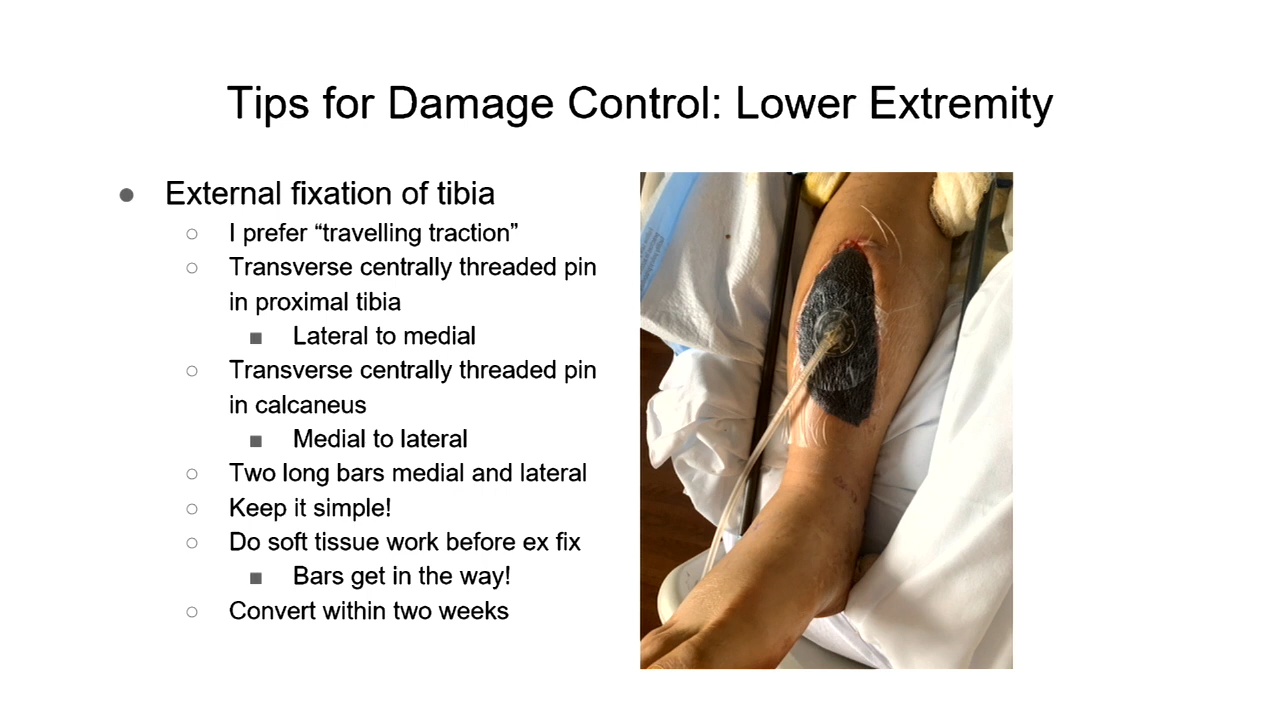 Tips for Damage Control: Lower Extremity
● External fixation of tibia
○ I prefer “travelling traction”
○ Transverse centrally threaded pin
in proximal tibia
■ Lateral to medial
○ Transverse centrally threaded pin
in calcaneus
■ Medial to lateral
○ Two long bars medial and lateral
○ Keep it simple!
○ Do soft tissue work before ex fix
■ Bars get in the way!
○ Convert within two weeks